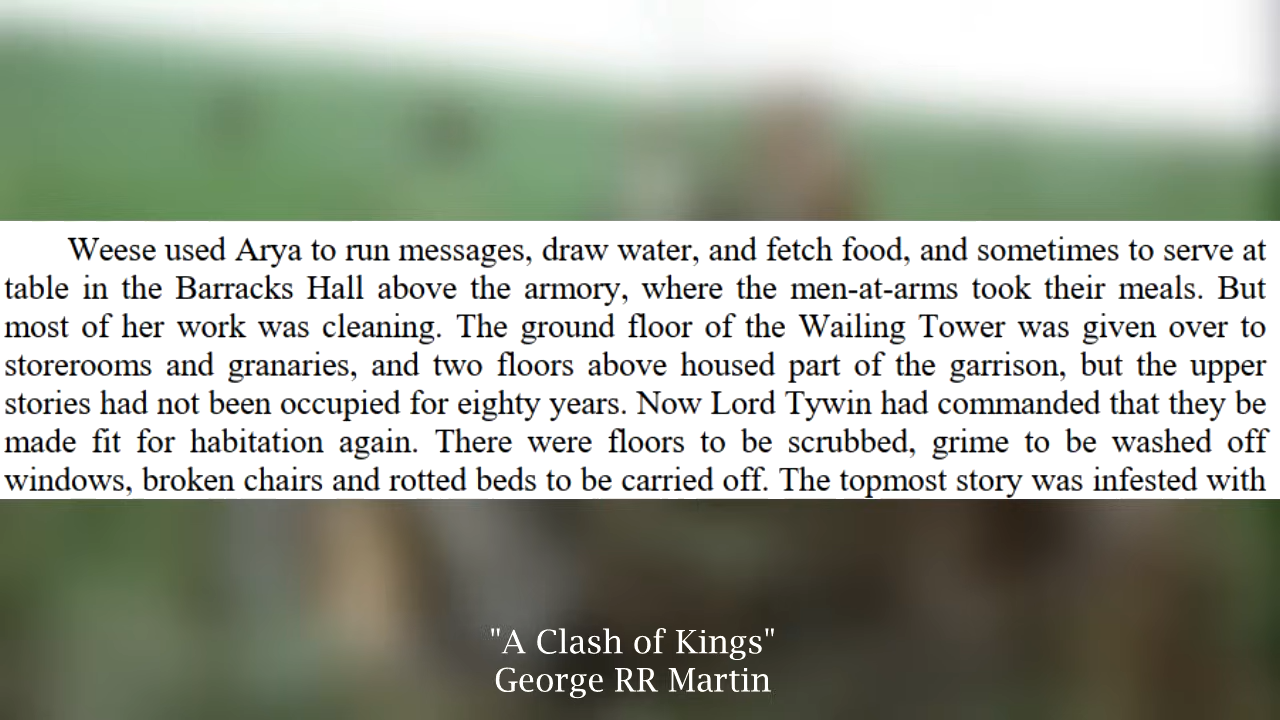 Weese used Arya to run messages, draw water, and fetch food, and sometimes to serve at
table in the Barracks Hall above the armory, where the men-at-arms took their meals. But
most of her work was cleaning. The ground floor of the Wailing Tower was given over to
storerooms and granaries, and two floors above housed part of the garrison, but the upper
stories had not been occupied for eighty years. Now Lord Tywin had commanded that they be
made fit for habitation again. There were floors to be scrubbed, grime to be washed off
windows, broken chairs and rotted beds to be carried off. The topmost story was infested with
"A Clash of Kings"
George RR Martin